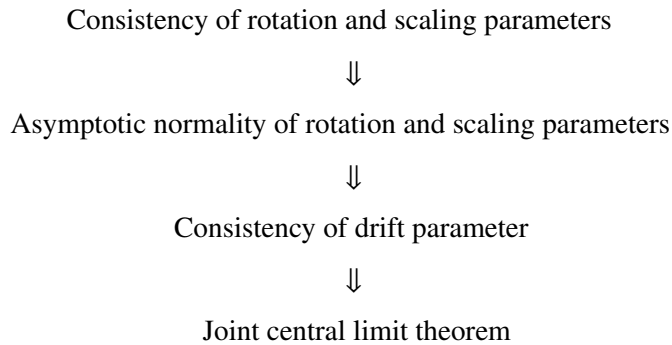 Consistency of rotation and scaling parameters
⇓
Asymptotic normality of rotation and scaling parameters
⇓
Consistency of drift parameter
⇓
Joint central limit theorem